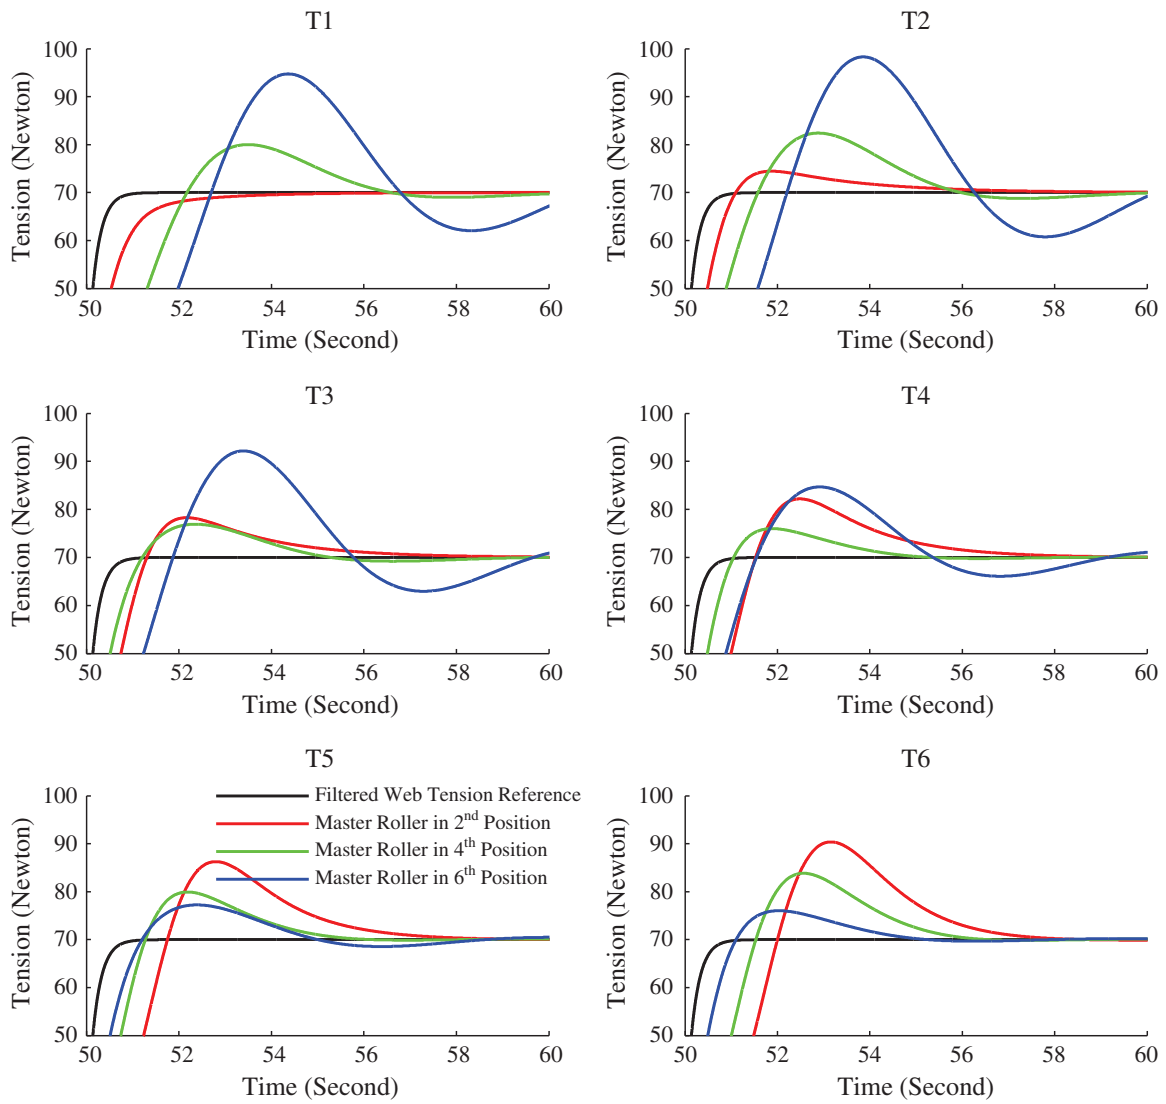 T1
100
90
80
70
60
50
Tension (Newton)
50 52 54 56 58 60
Time (Second)
T2
100
90
80
70
60
50
Tension (Newton)
50 52 54 56 58 60
Time (Second)
T3
100
90
80
70
60
50
Tension (Newton)
50 52 54 56 58 60
Time (Second)
T4
100
90
80
70
60
50
Tension (Newton)
50 52 54 56 58 60
Time (Second)
T5
100
90
80
70
60
50
Tension (Newton)
Filtered Web Tension Reference
Master Roller in 2nd Position
Master Roller in 4th Position
Master Roller in 6th Position
50 52 54 56 58 60
Time (Second)
T6
100
90
80
70
60
50
Tension (Newton)
50 52 54 56 58 60
Time (Second)